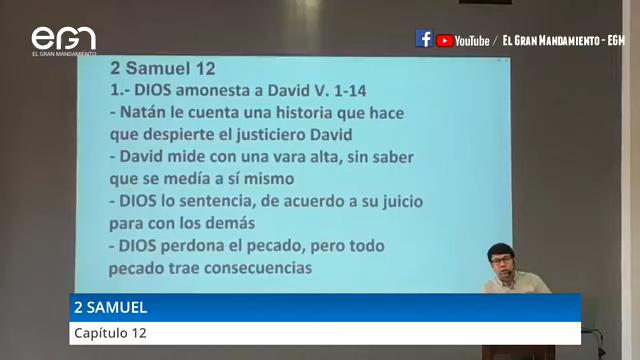 EGM
EL GRAN MANDAMIENTO
YouTube / EL GRAN MANDAMIENTO - EGM
2 Samuel 12
1.- DIOS amonesta a David V. 1-14
- Natán le cuenta una historia que hace
que despierte el justiciero David
- David mide con una vara alta, sin saber
que se medía a sí mismo
- DIOS lo sentencia, de acuerdo a su juicio
para con los demás
- DIOS perdona el pecado, pero todo
pecado trae consecuencias
2 SAMUEL
Capítulo 12